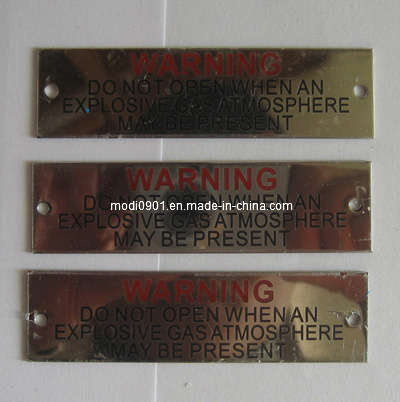 WARNING
DO NOT OPEN WHEN AN
EXPLOSIVE GAS ATMOSPHERE
MAY BE PRESENT
WARNING
DO NOT OPEN WHEN AN
modi0901.en.made-in-china.com
EXPLOSIVE GAS ATMOSPHERE
MAY BE PRESENT
WARNING
DO NOT OPEN WHEN AN
EXPLOSIVE GAS ATMOSPHERE
MAY BE PRESENT